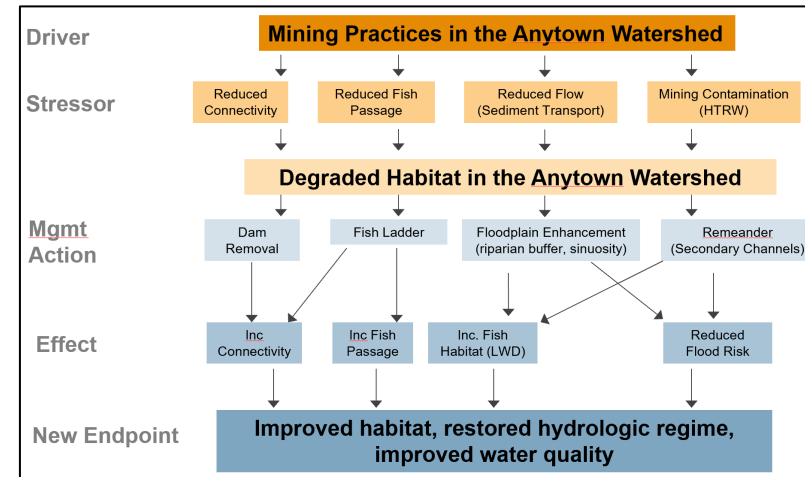 Driver
Mining Practices in the Anytown Watershed
Stressor
Reduced
Connectivity
Reduced Fish
Passage
Reduced Flow
(Sediment Transport)
Mining Contamination
(HTRW)
Degraded Habitat in the Anytown Watershed
Mgmt
Action
Dam
Removal
Fish Ladder
Floodplain Enhancement
(riparian buffer, sinuosity)
Remeander
(Secondary Channels)
Effect
Inc
Connectivity
Inc Fish
Passage
Inc. Fish
Habitat (LWD)
Reduced
Flood Risk
New Endpoint
Improved habitat, restored hydrologic regime,
improved water quality